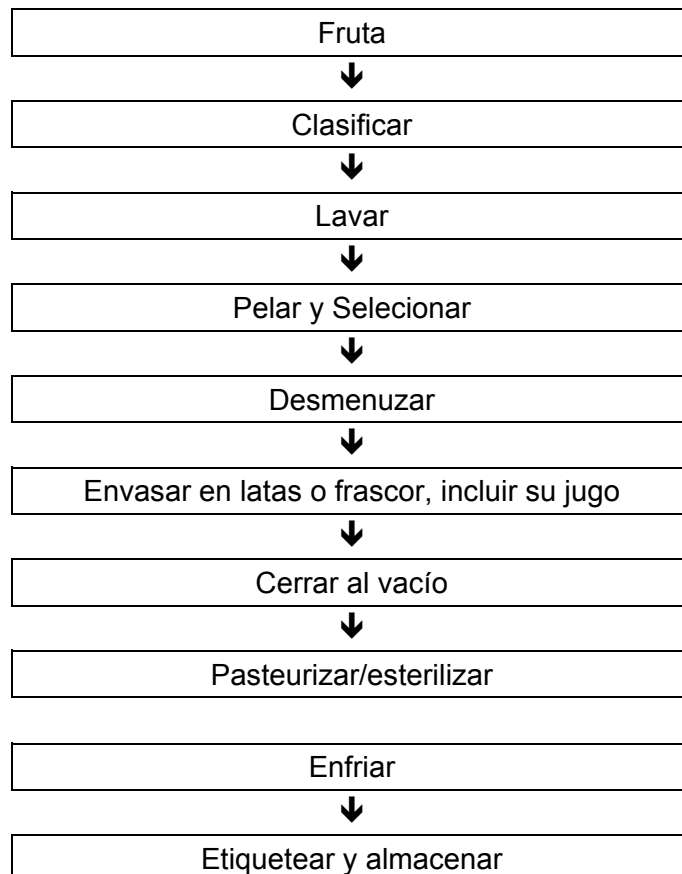 Fruta
Clasificar
Lavar
Pelar y Selecionar
Desmenuzar
Envasar en latas o frascor, incluir su jugo
Cerrar al vacío
Pasteurizar/esterilizar
Enfriar
Etiquetear y almacenar